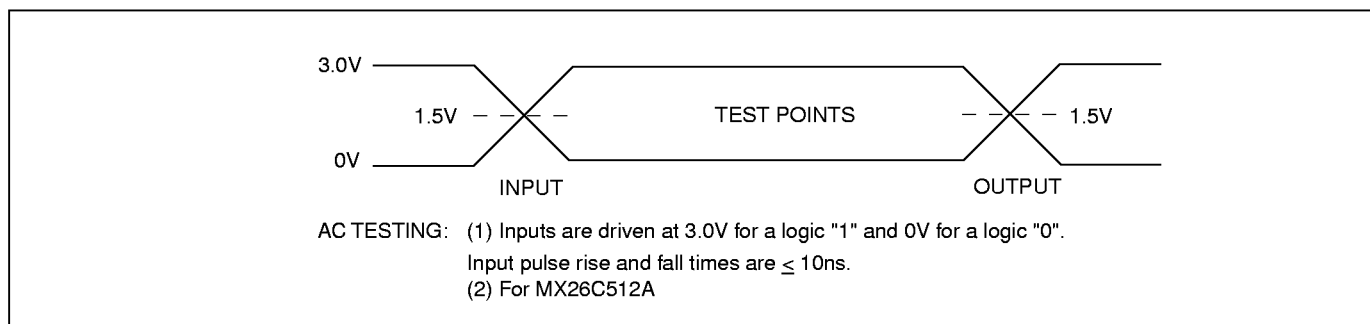 3.0V
1.5V
TEST POINTS
1.5V
0V
INPUT
OUTPUT
AC TESTING: (1) Inputs are driven at 3.0V for a logic "1" and 0V for a logic "0".
Input pulse rise and fall times are ≤ 10ns.
(2) For MX26C512A